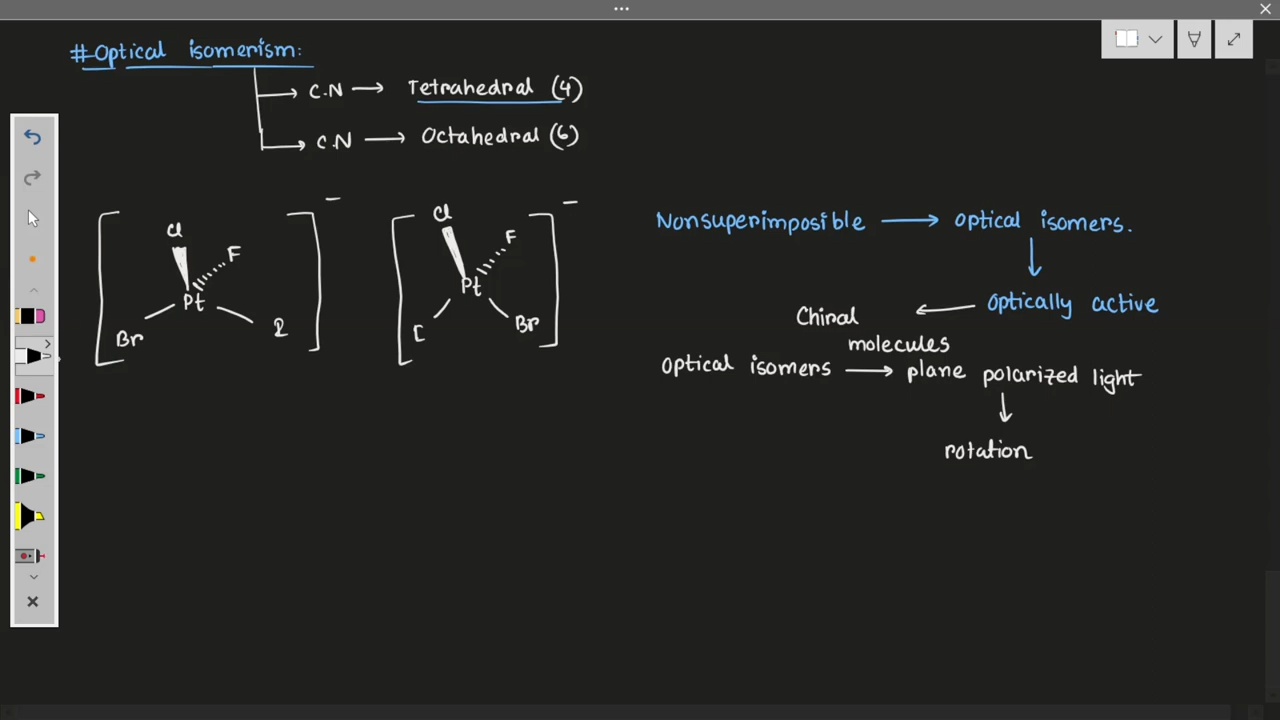 #Optical isomerism:
C.N → Tetrahedral (4)
C.N → Octahedral (6)
Cl
F
Pt
Br
Cl
F
Pt
Br
Nonsuperimposible → optical isomers.
Optically active
Chiral
molecules
Optical isomers → plane polarized light
rotation